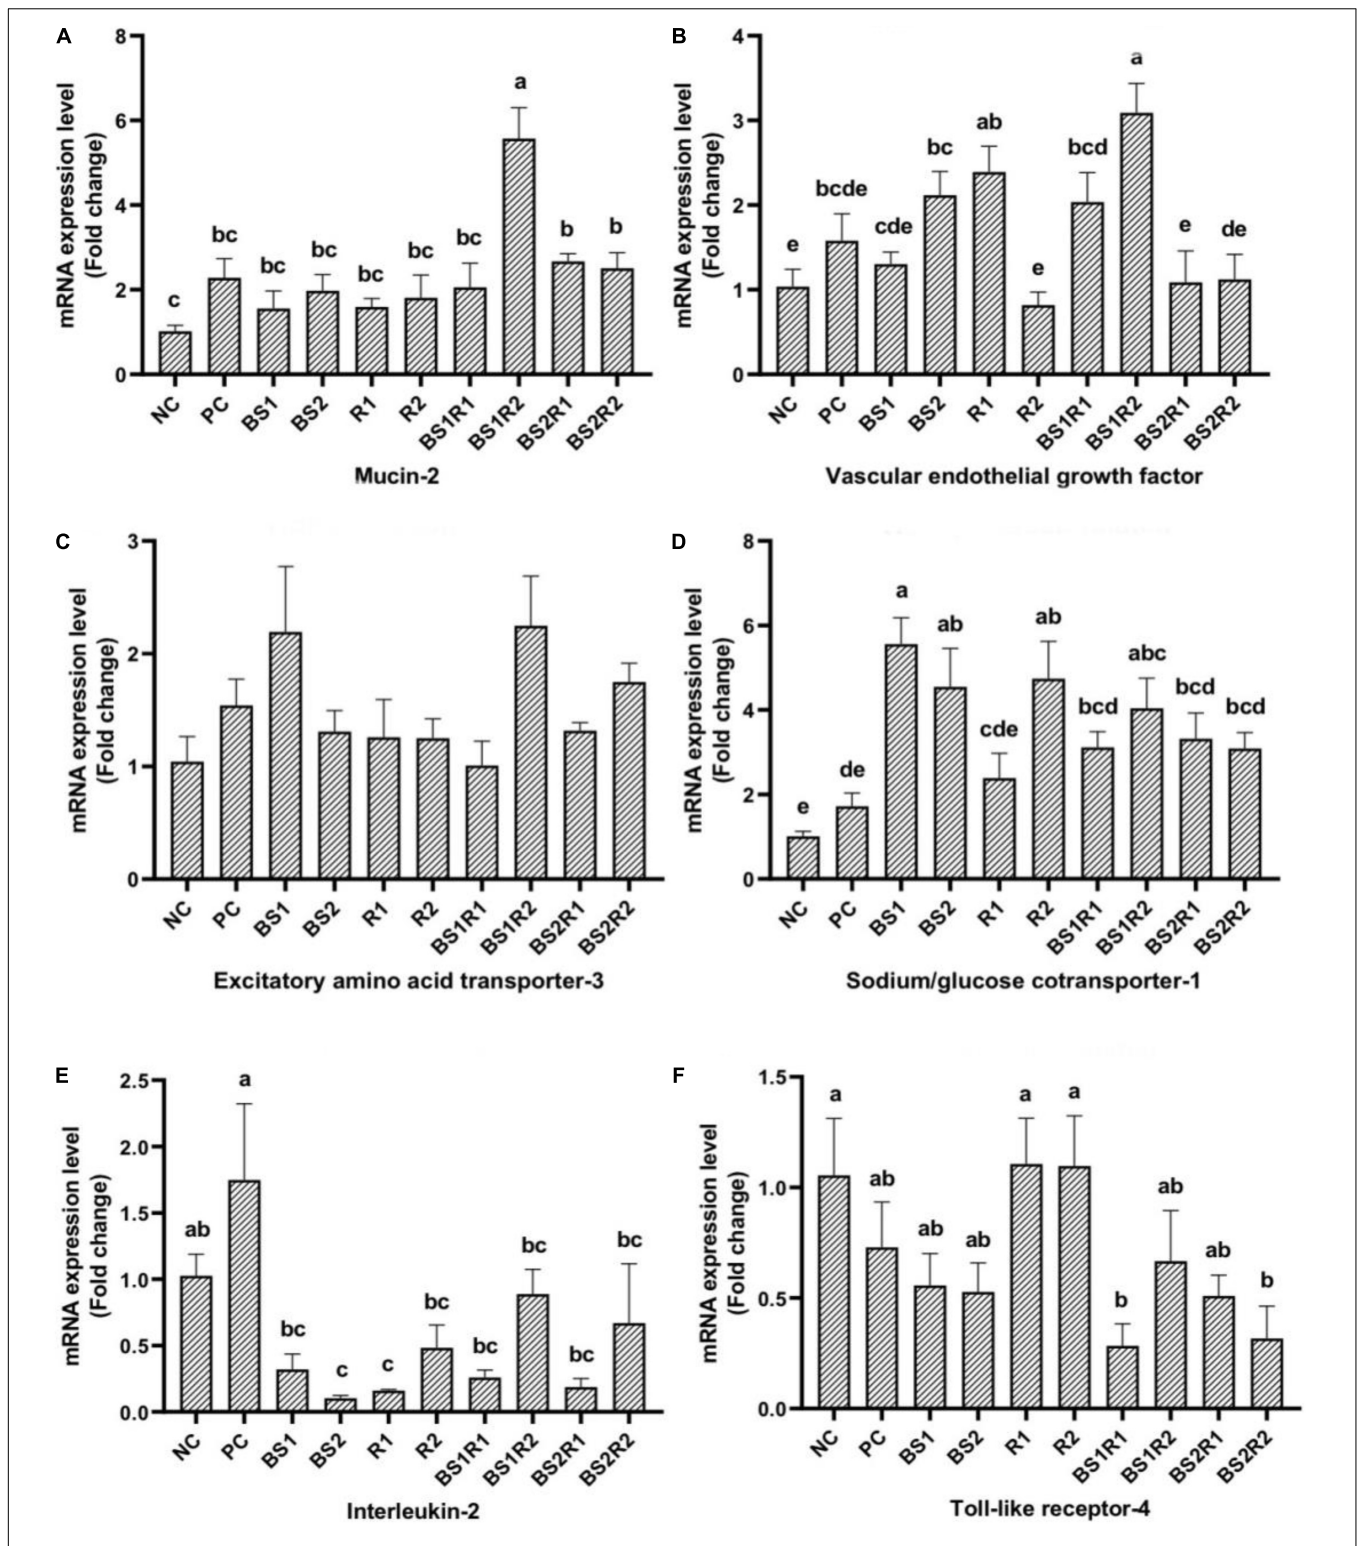 A
mRNA expression level
(Fold change)
8
6
4
2
0
c
bc
bc
bc
bc
bc
bc
a
b
b
NC
PC
BS1
BS2
R1
R2
BS1R1
BS1R2
BS2R1
BS2R2
Mucin-2
B
mRNA expression level
(Fold change)
4
3
2
1
0
e
bcde
cde
bc
ab
e
bcd
a
e
de
NC
PC
BS1
BS2
R1
R2
BS1R1
BS1R2
BS2R1
BS2R2
Vascular endothelial growth factor
C
mRNA expression level
(Fold change)
3
2
1
0
NC
PC
BS1
BS2
R1
R2
BS1R1
BS1R2
BS2R1
BS2R2
Excitatory amino acid transporter-3
D
mRNA expression level
(Fold change)
8
6
4
2
0
e
de
a
ab
cde
ab
bcd
abc
bcd
bcd
NC
PC
BS1
BS2
R1
R2
BS1R1
BS1R2
BS2R1
BS2R2
Sodium/glucose cotransporter-1
E
mRNA expression level
(Fold change)
2.5
2.0
1.5
1.0
0.5
0.0
ab
a
bc
c
c
bc
bc
bc
bc
bc
NC
PC
BS1
BS2
R1
R2
BS1R1
BS1R2
BS2R1
BS2R2
Interleukin-2
F
mRNA expression level
(Fold change)
1.5
1.0
0.5
0.0
a
ab
ab
ab
a
a
b
ab
ab
b
NC
PC
BS1
BS2
R1
R2
BS1R1
BS1R2
BS2R1
BS2R2
Toll-like receptor-4